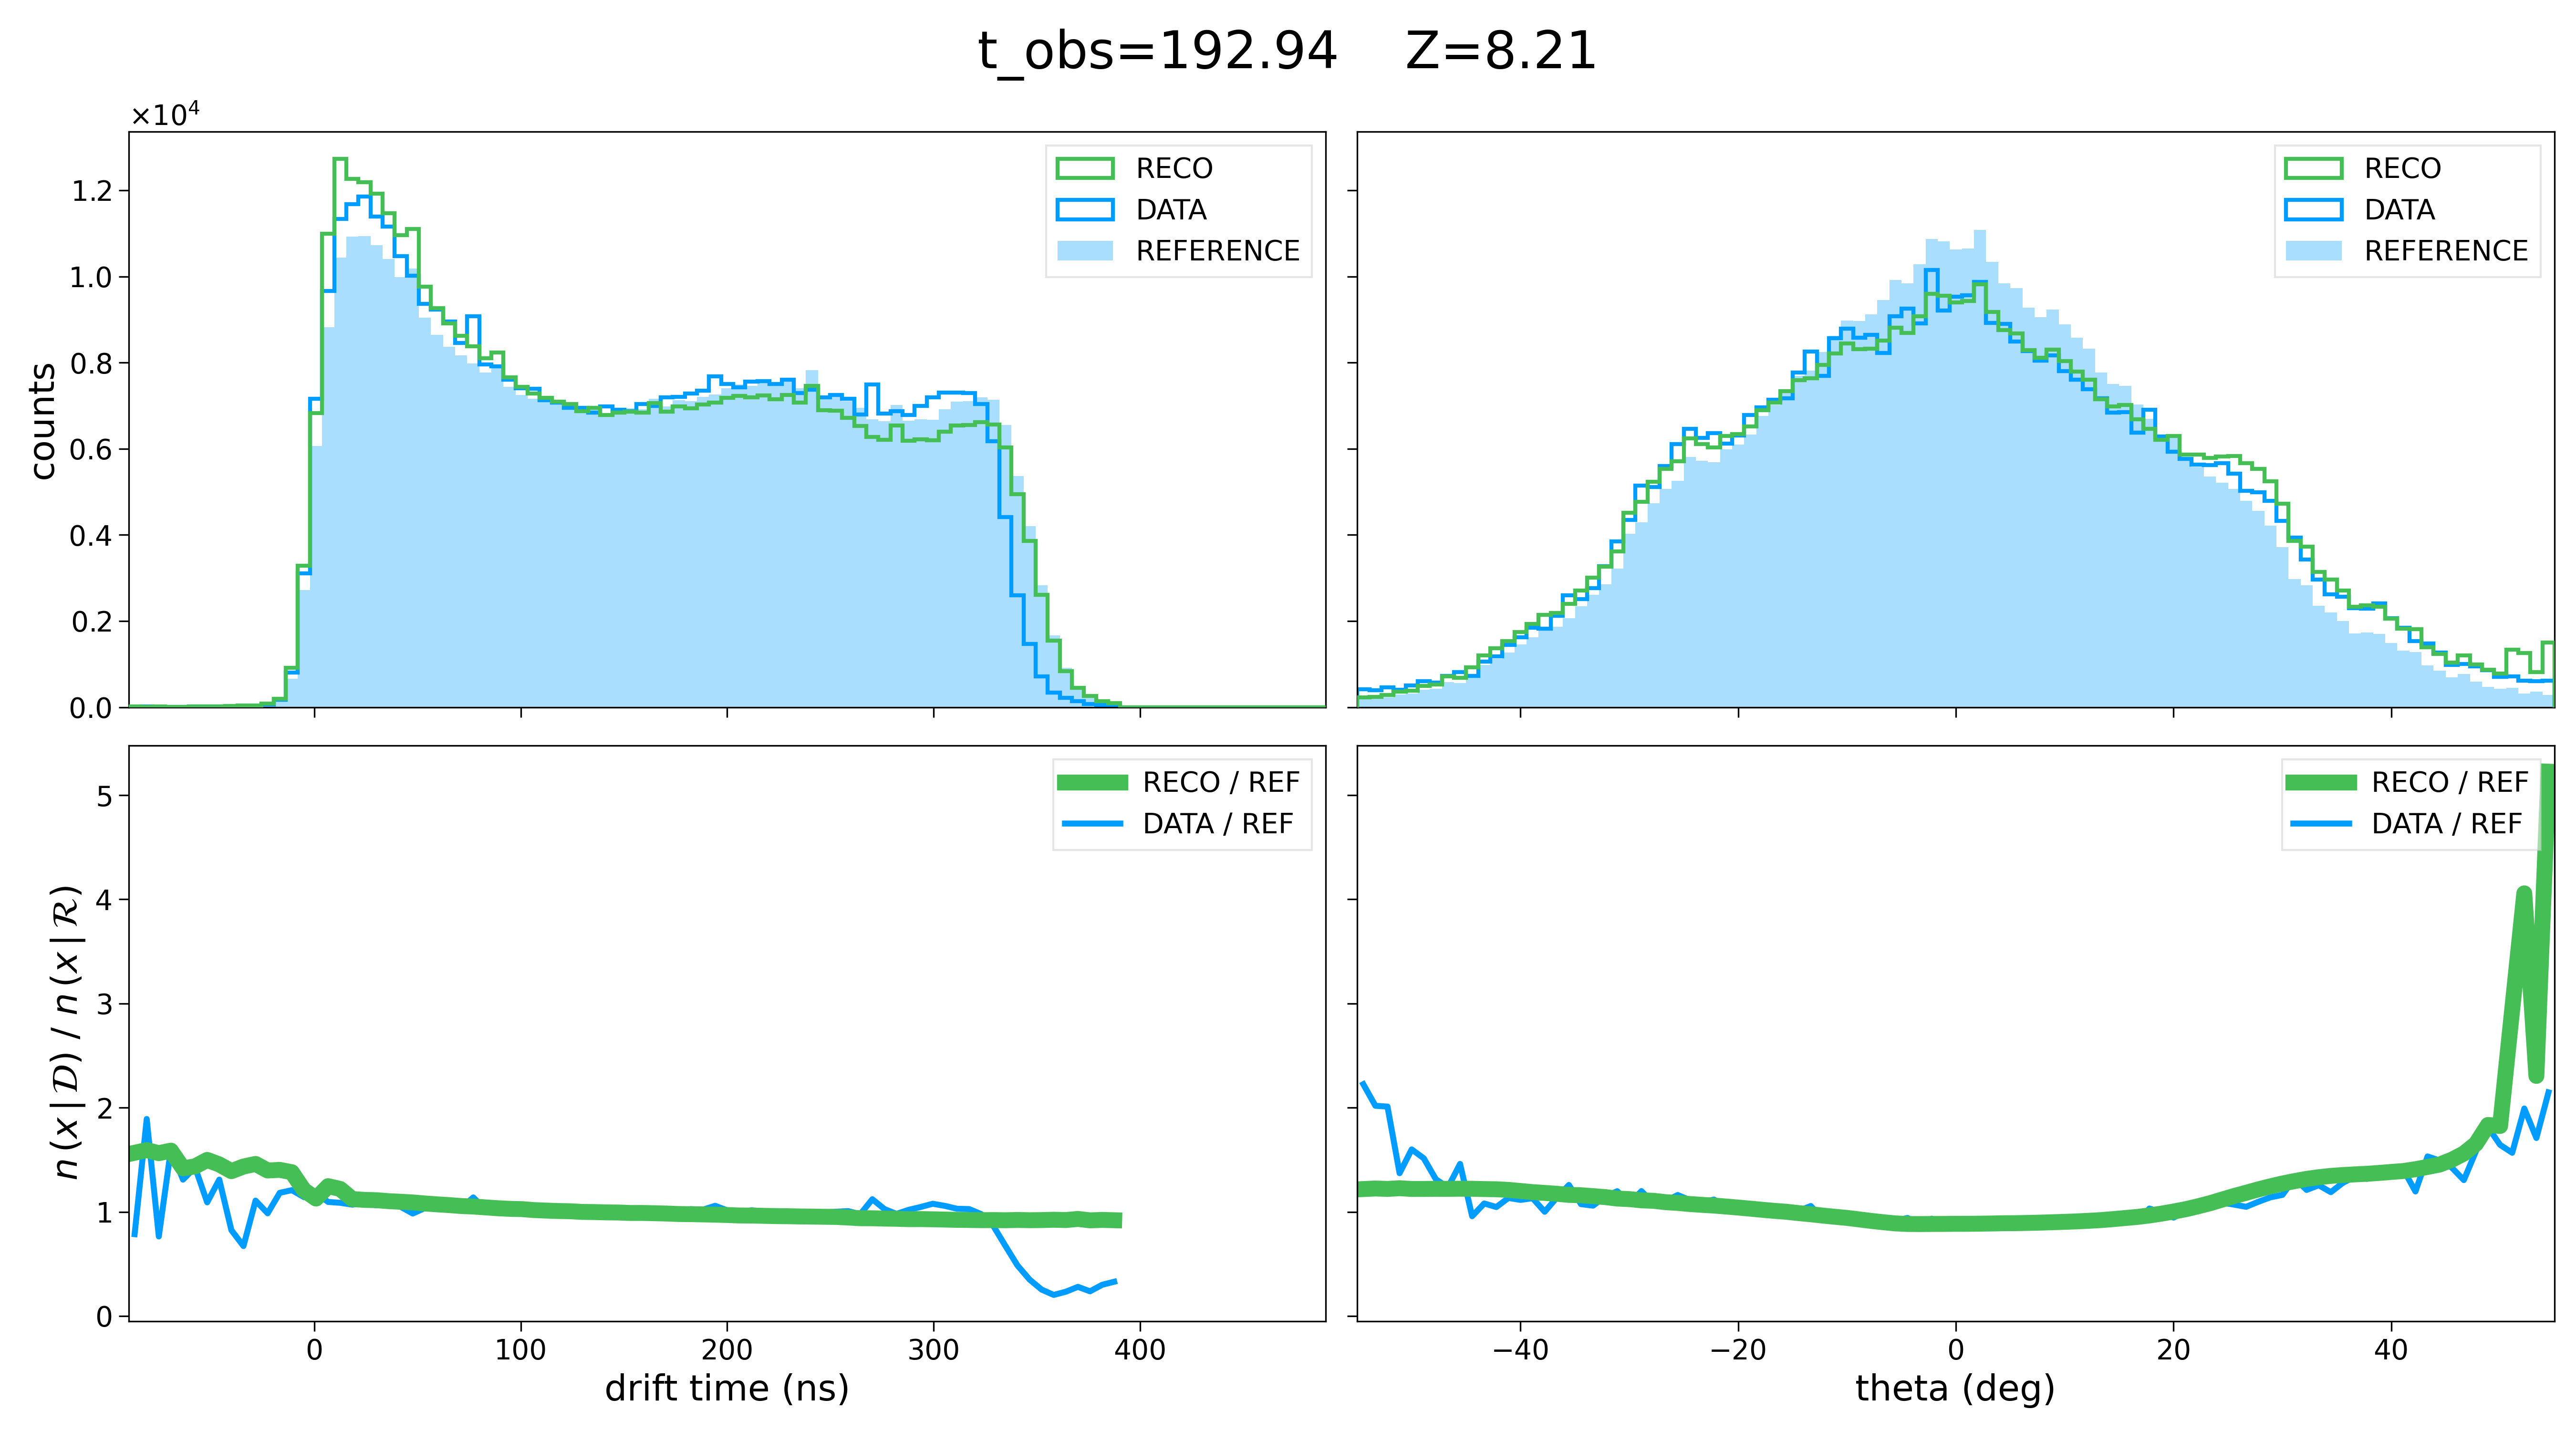 t_obs=192.94 Z=8.21
×10⁴
counts
1.2
1.0
0.8
0.6
0.4
0.2
0.0
RECO
DATA
REFERENCE
RECO
DATA
REFERENCE
n(x|𝒟) / n(x|ℛ)
5
4
3
2
1
0
RECO / REF
DATA / REF
RECO / REF
DATA / REF
0 100 200 300 400
drift time (ns)
−40 −20 0 20 40
theta (deg)